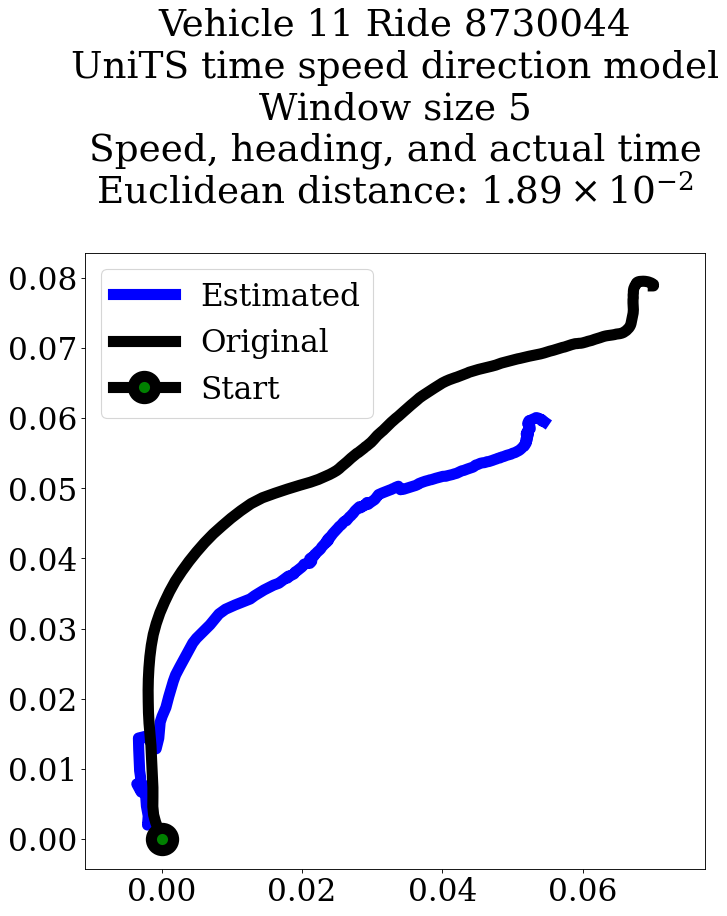 Vehicle 11 Ride 8730044
UniTS time speed direction model
Window size 5
Speed, heading, and actual time
Euclidean distance: 1.89 × 10⁻²
Estimated
Original
Start
0.08
0.07
0.06
0.05
0.04
0.03
0.02
0.01
0.00
0.00 0.02 0.04 0.06